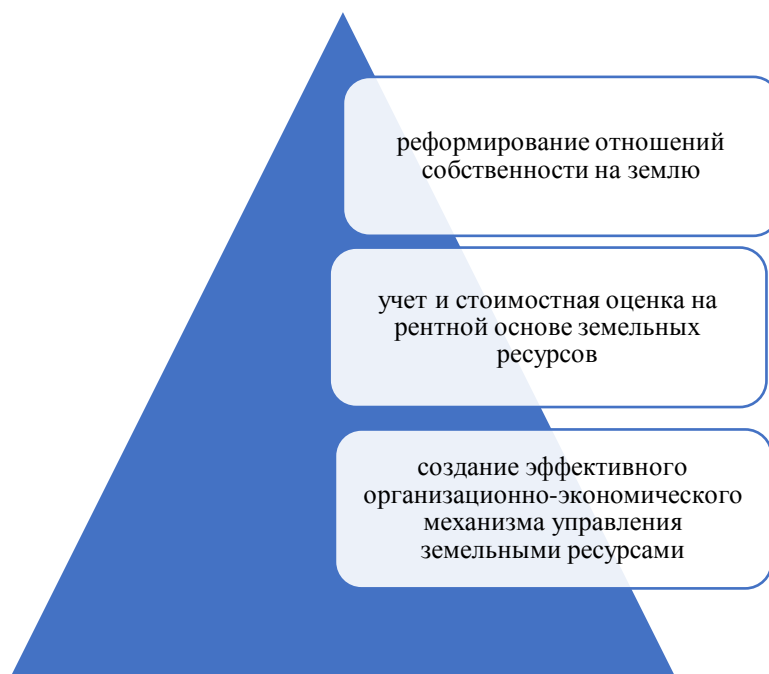 реформирование отношений
собственности на землю
учет и стоимостная оценка на
рентной основе земельных
ресурсов
создание эффективного
организационно-экономического
механизма управления
земельными ресурсами